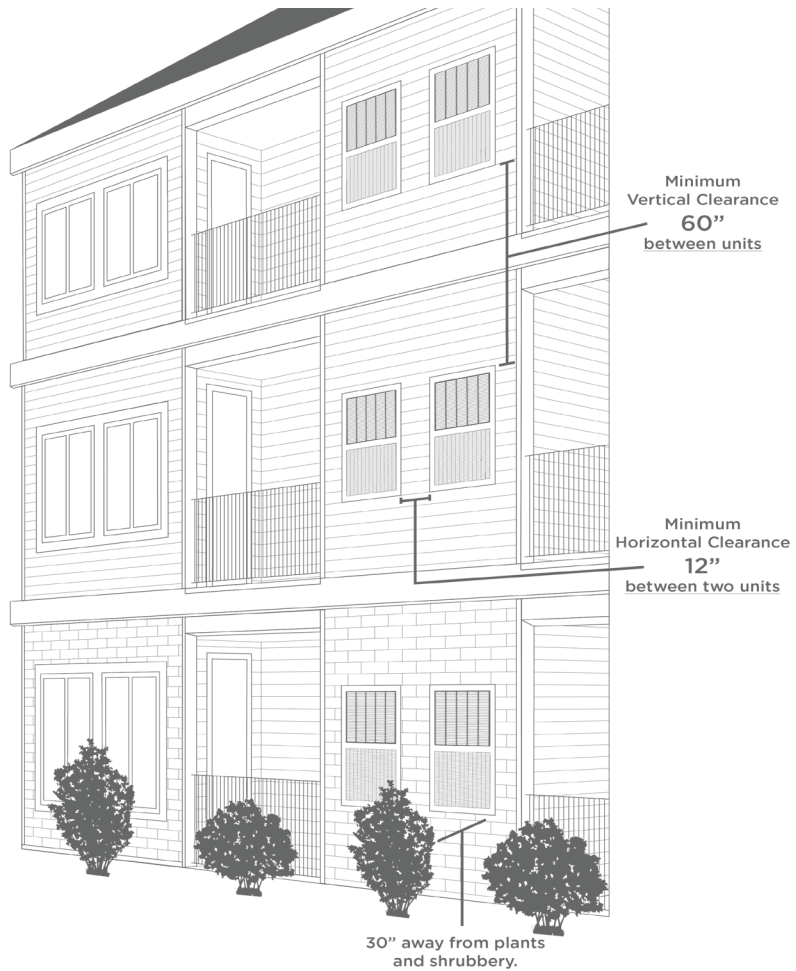 Minimum
Vertical Clearance
60”
between units
Minimum
Horizontal Clearance
12”
between two units
30” away from plants
and shrubbery.